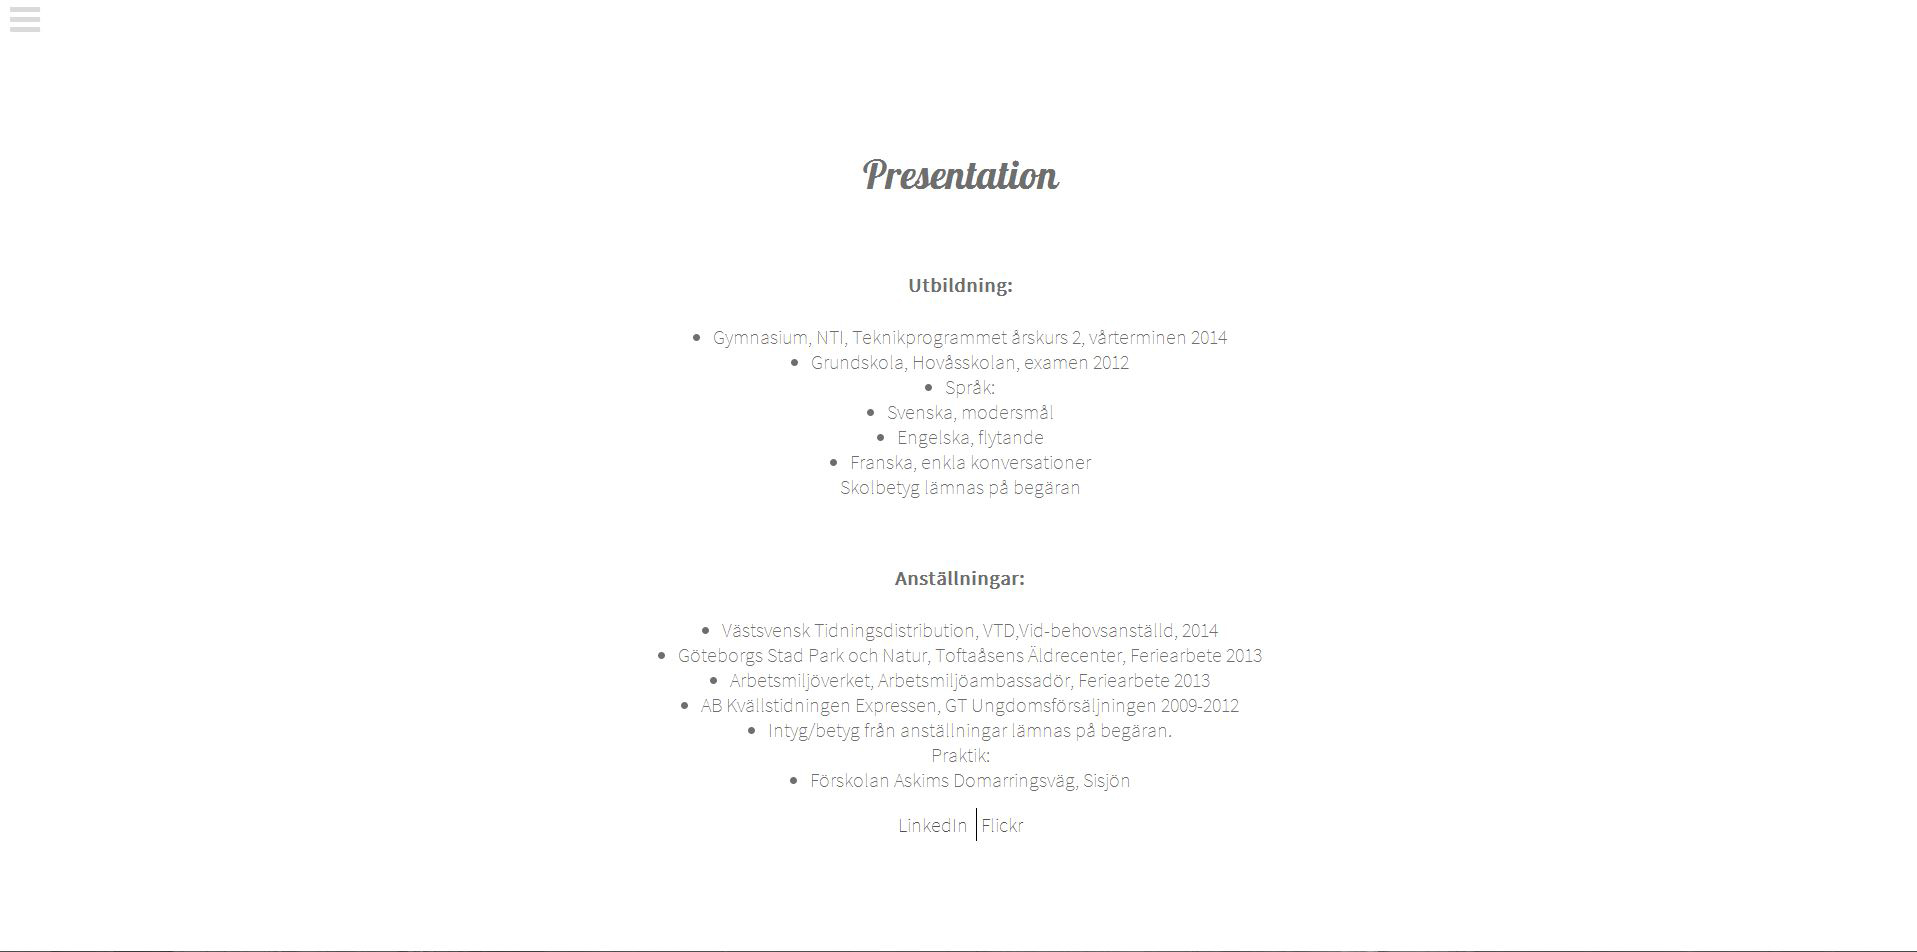 Presentation
Utbildning:
• Gymnasium, NTI, Teknikprogrammet årskurs 2, vårterminen 2014
• Grundskola, Hovåsskolan, examen 2012
• Språk:
• Svenska, modersmål
• Engelska, flytande
• Franska, enkla konversationer
Skolbetyg lämnas på begäran
Anställningar:
• Västsvensk Tidningsdistribution, VTD,Vid-behovsanställd, 2014
• Göteborgs Stad Park och Natur, Toftaåsens Äldrecenter, Feriearbete 2013
• Arbetsmiljöverket, Arbetsmiljöambassadör, Feriearbete 2013
• AB Kvällstidningen Expressen, GT Ungdomsförsäljningen 2009-2012
• Intyg/betyg från anställningar lämnas på begäran.
Praktik:
• Förskolan Askims Domarringsväg, Sisjön
LinkedIn | Flickr